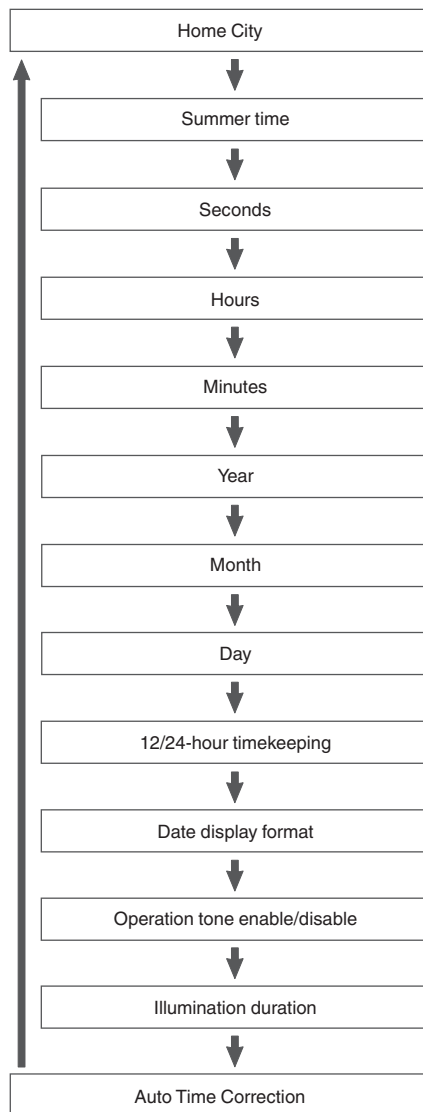 Home City
Summer time
Seconds
Hours
Minutes
Year
Month
Day
12/24-hour timekeeping
Date display format
Operation tone enable/disable
Illumination duration
Auto Time Correction